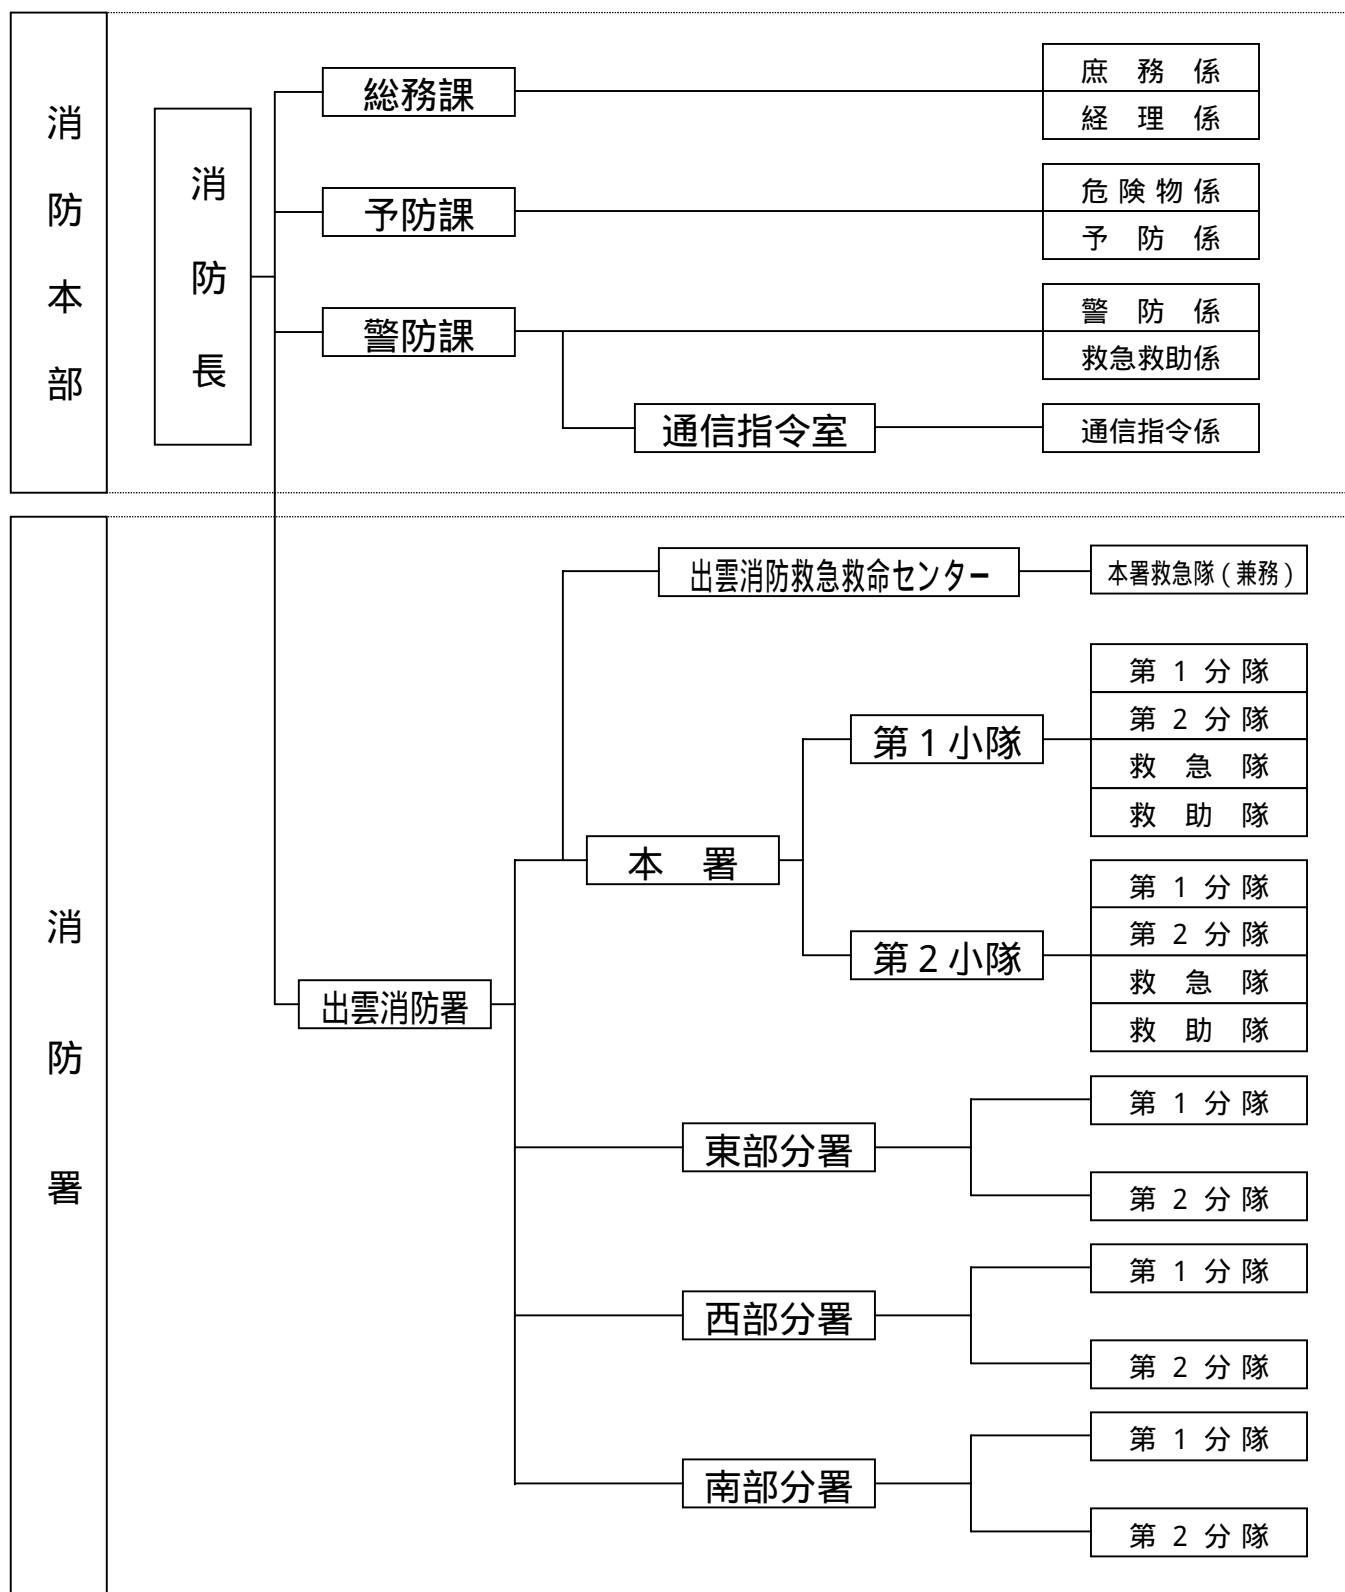 消防本部
消防長
総務課
庶務係
経理係
予防課
危険物係
予防係
警防課
警防係
救急救助係
通信指令室
通信指令係
消防署
出雲消防署
出雲消防救急救命センター
本署救急隊(兼務)
本署
第1小隊
第1分隊
第2分隊
救急隊
救助隊
第2小隊
第1分隊
第2分隊
救急隊
救助隊
東部分署
第1分隊
第2分隊
西部分署
第1分隊
第2分隊
南部分署
第1分隊
第2分隊